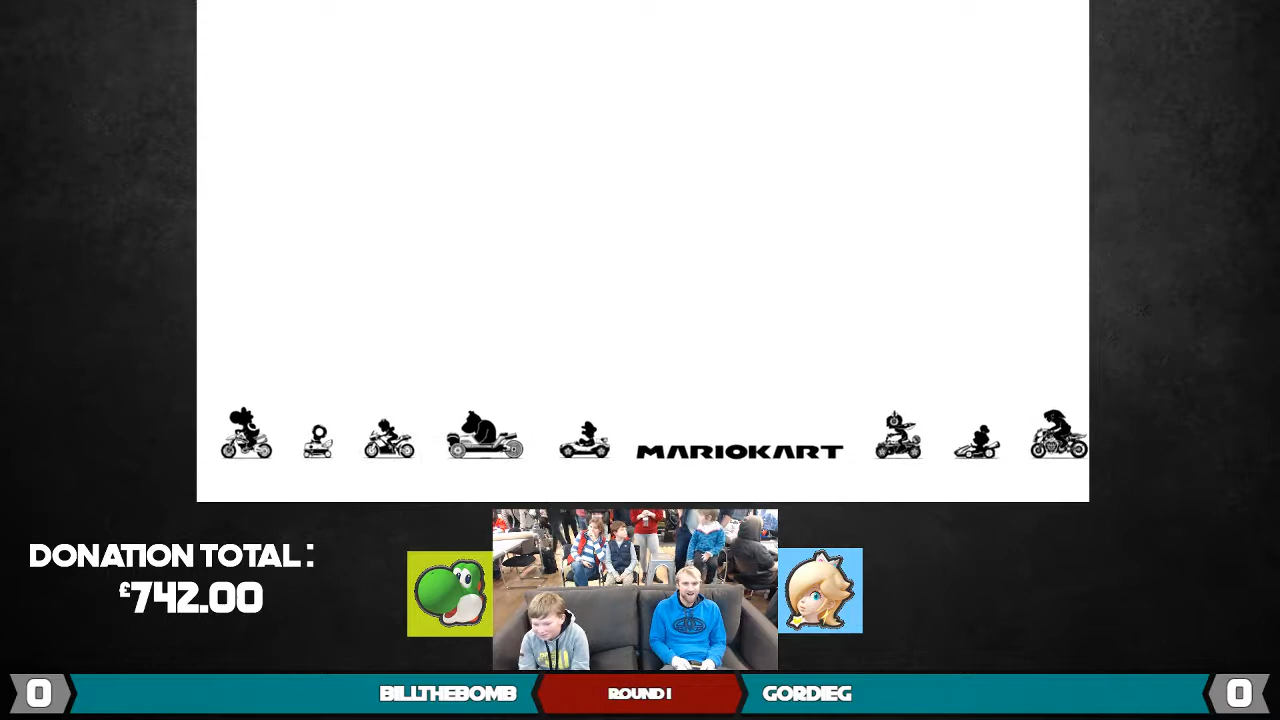 MARIOKART
DONATION TOTAL :
£742.00
0
BILLTHEBOMB
ROUND 1
GORDIEG
0